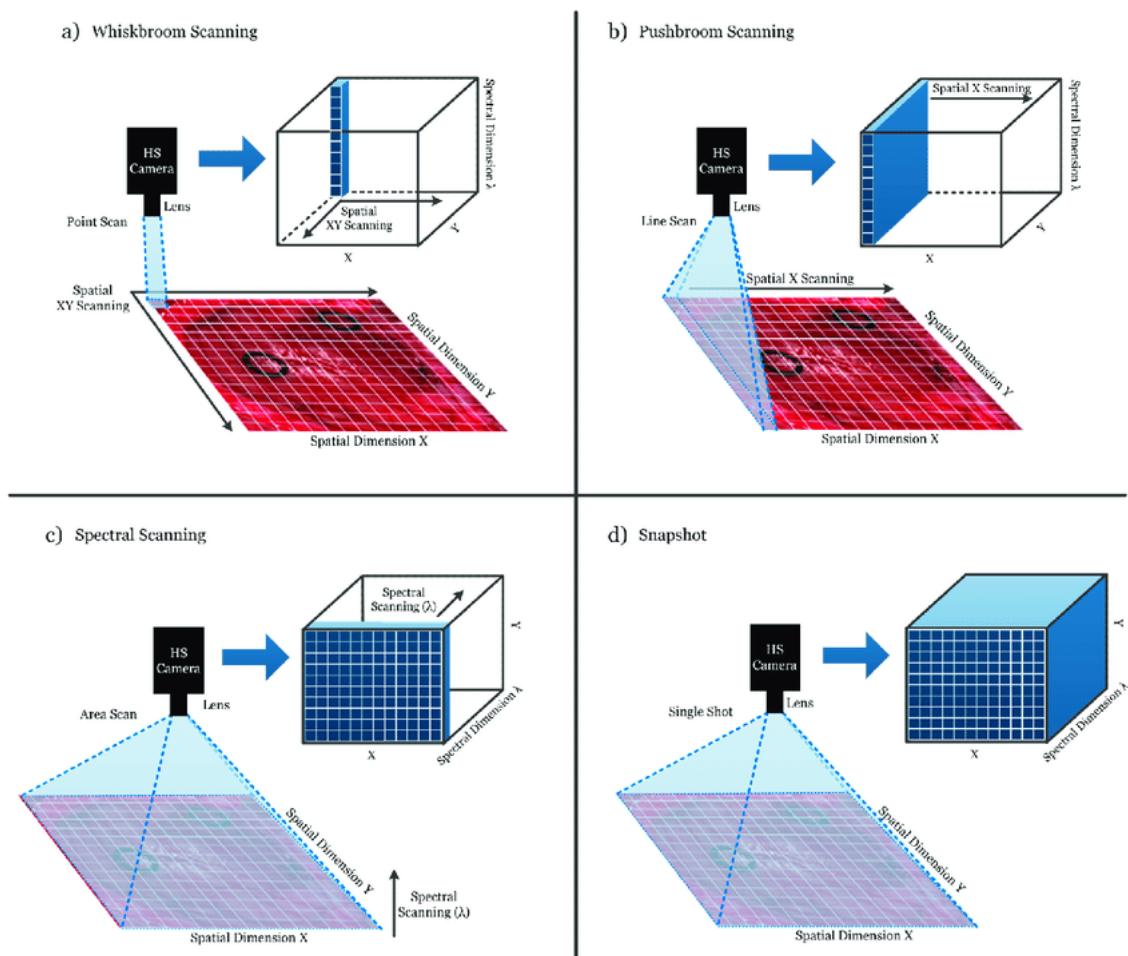 a) Whiskbroom Scanning
HS
Camera
Lens
Point Scan
Spectral Dimension λ
Spatial
XY Scanning
Y
X
Spatial
XY Scanning
Spatial Dimension Y
Spatial Dimension X
b) Pushbroom Scanning
HS
Camera
Lens
Line Scan
Spatial X Scanning
Spectral Dimension λ
Y
X
Spatial X Scanning
Spatial Dimension Y
Spatial Dimension X
c) Spectral Scanning
HS
Camera
Lens
Area Scan
Spectral
Scanning (λ)
Y
X
Spectral Dimension λ
Spatial Dimension Y
Spectral
Scanning (λ)
Spatial Dimension X
d) Snapshot
HS
Camera
Lens
Single Shot
Y
X
Spectral Dimension λ
Spatial Dimension Y
Spatial Dimension X